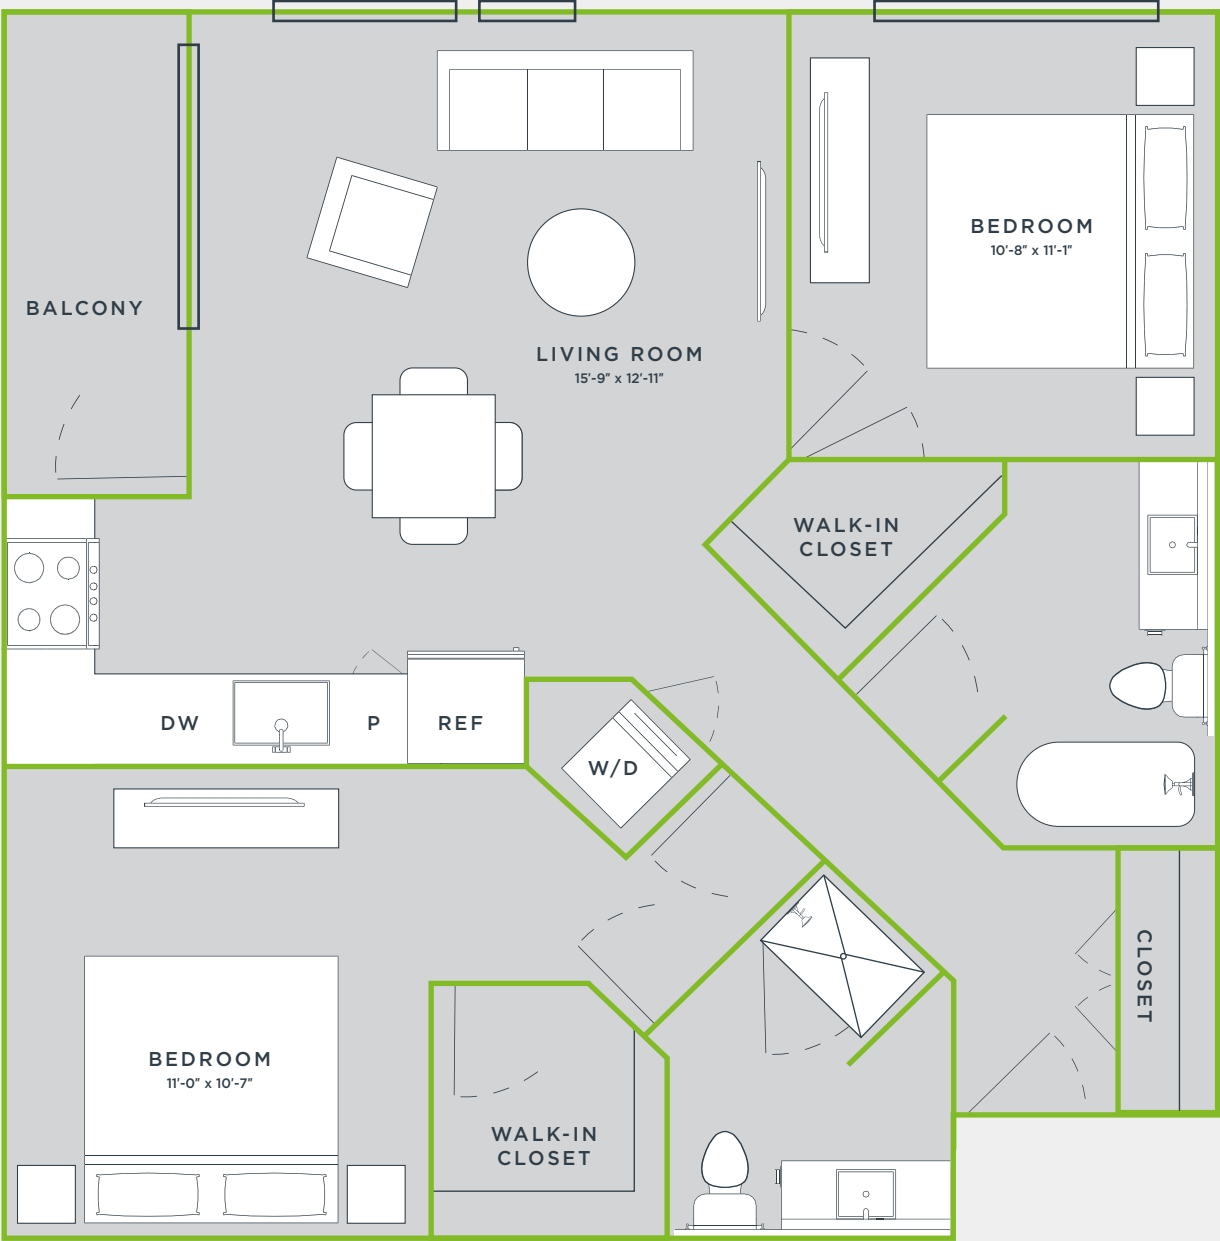 BEDROOM
10'-8" x 11'-1"
BALCONY
LIVING ROOM
15'-9" x 12'-11"
WALK-IN
CLOSET
DW
P
REF
W/D
CLOSET
BEDROOM
11'-0" x 10'-7"
WALK-IN
CLOSET